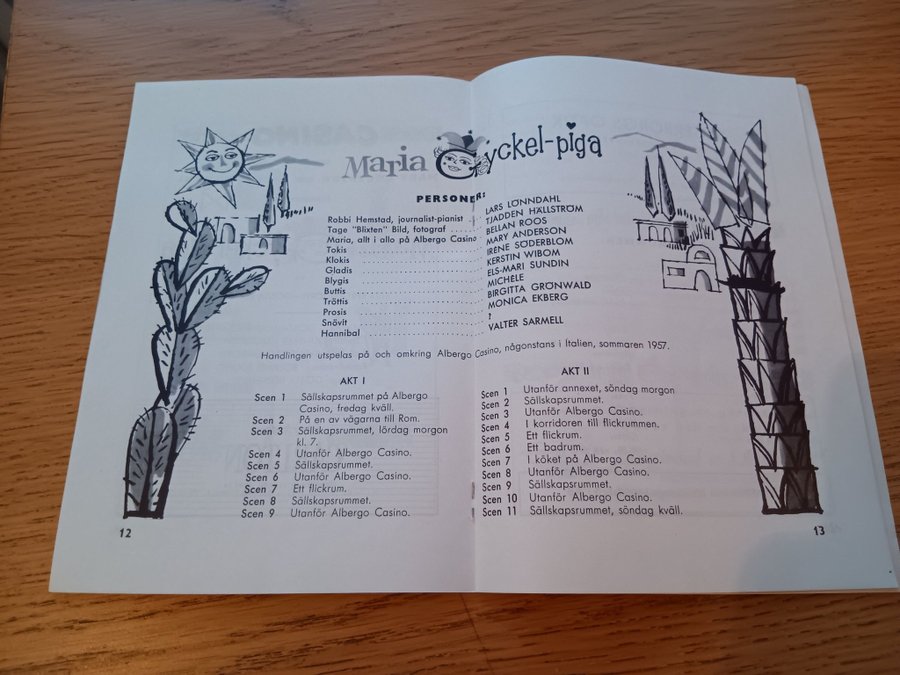 Maria Gyckel-piga
PERSONER:
Robbi Hemstad, journalist-pianist . LARS LÖNNDAHL
Tage "Blixten" Bild, fotograf ...... TJADDEN HÄLLSTRÖM
Maria, allt i allo på Albergo Casino BELLAN ROOS
Tokis .................... MARY ANDERSON
Klokis .................... IRÉNE SÖDERBLOM
Gladis .................... KERSTIN WIBOM
Blygis .................... ELS-MARI SUNDIN
Buttis .................... MICHÈLE
Tröttis .................... BIRGITTA GRÖNWALD
Prosis .................... MONICA EKBERG
Snövit .................... ?
Hannibal .................... VALTER SARMELL
Handlingen utspelas på och omkring Albergo Casino, någonstans i Italien, sommaren 1957.
AKT I
Scen 1 Sällskapsrummet på Albergo
Casino, fredag kväll.
Scen 2 På en av vägarna till Rom.
Scen 3 Sällskapsrummet, lördag morgon
kl. 7.
Scen 4 Utanför Albergo Casino.
Scen 5 Sällskapsrummet.
Scen 6 Utanför Albergo Casino.
Scen 7 Ett flickrum.
Scen 8 Sällskapsrummet.
Scen 9 Utanför Albergo Casino.
12
AKT II
Scen 1 Utanför annexet, söndag morgon
Scen 2 Sällskapsrummet.
Scen 3 Utanför Albergo Casino.
Scen 4 I korridoren till flickrummen.
Scen 5 Ett flickrum.
Scen 6 Ett badrum.
Scen 7 I köket på Albergo Casino.
Scen 8 Utanför Albergo Casino.
Scen 9 Sällskapsrummet.
Scen 10 Utanför Albergo Casino.
Scen 11 Sällskapsrummet, söndag kväll.
13